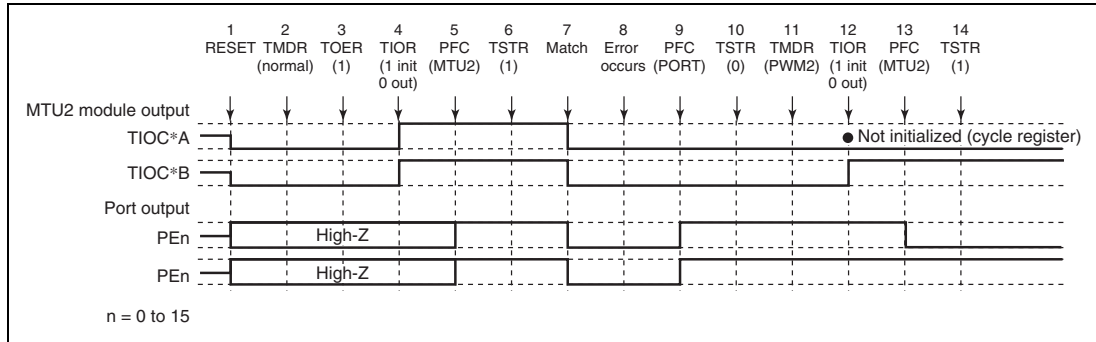 1 2 3 4 5 6 7 8 9 10 11 12 13 14
RESET TMDR TOER TIOR PFC TSTR Match Error PFC TSTR TMDR TIOR PFC TSTR
(normal) (1) (1 init (MTU2) (1) occurs (PORT) (0) (PWM2) (1 init (MTU2) (1)
0 out) 0 out)
MTU2 module output
TIOC*A
● Not initialized (cycle register)
TIOC*B
Port output
PEn
High-Z
PEn
High-Z
n = 0 to 15